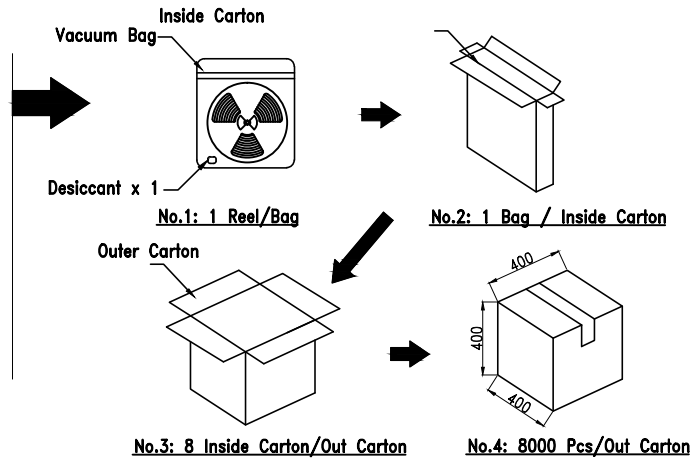 Inside Carton
Vacuum Bag
Desiccant x 1
No.1: 1 Reel/Bag
No.2: 1 Bag / Inside Carton
Outer Carton
400
400
400
No.3: 8 Inside Carton/Out Carton
No.4: 8000 Pcs/Out Carton